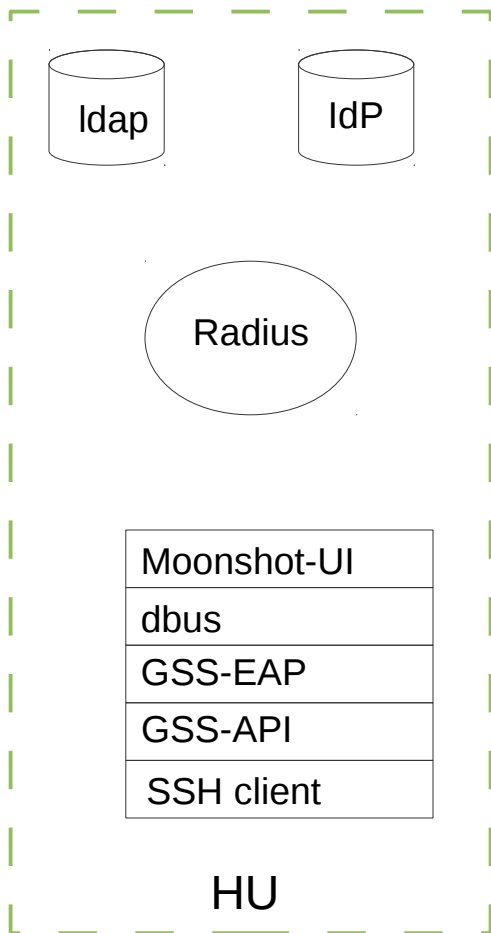 ldap
IdP
Radius
Moonshot-UI
dbus
GSS-EAP
GSS-API
SSH client
HU